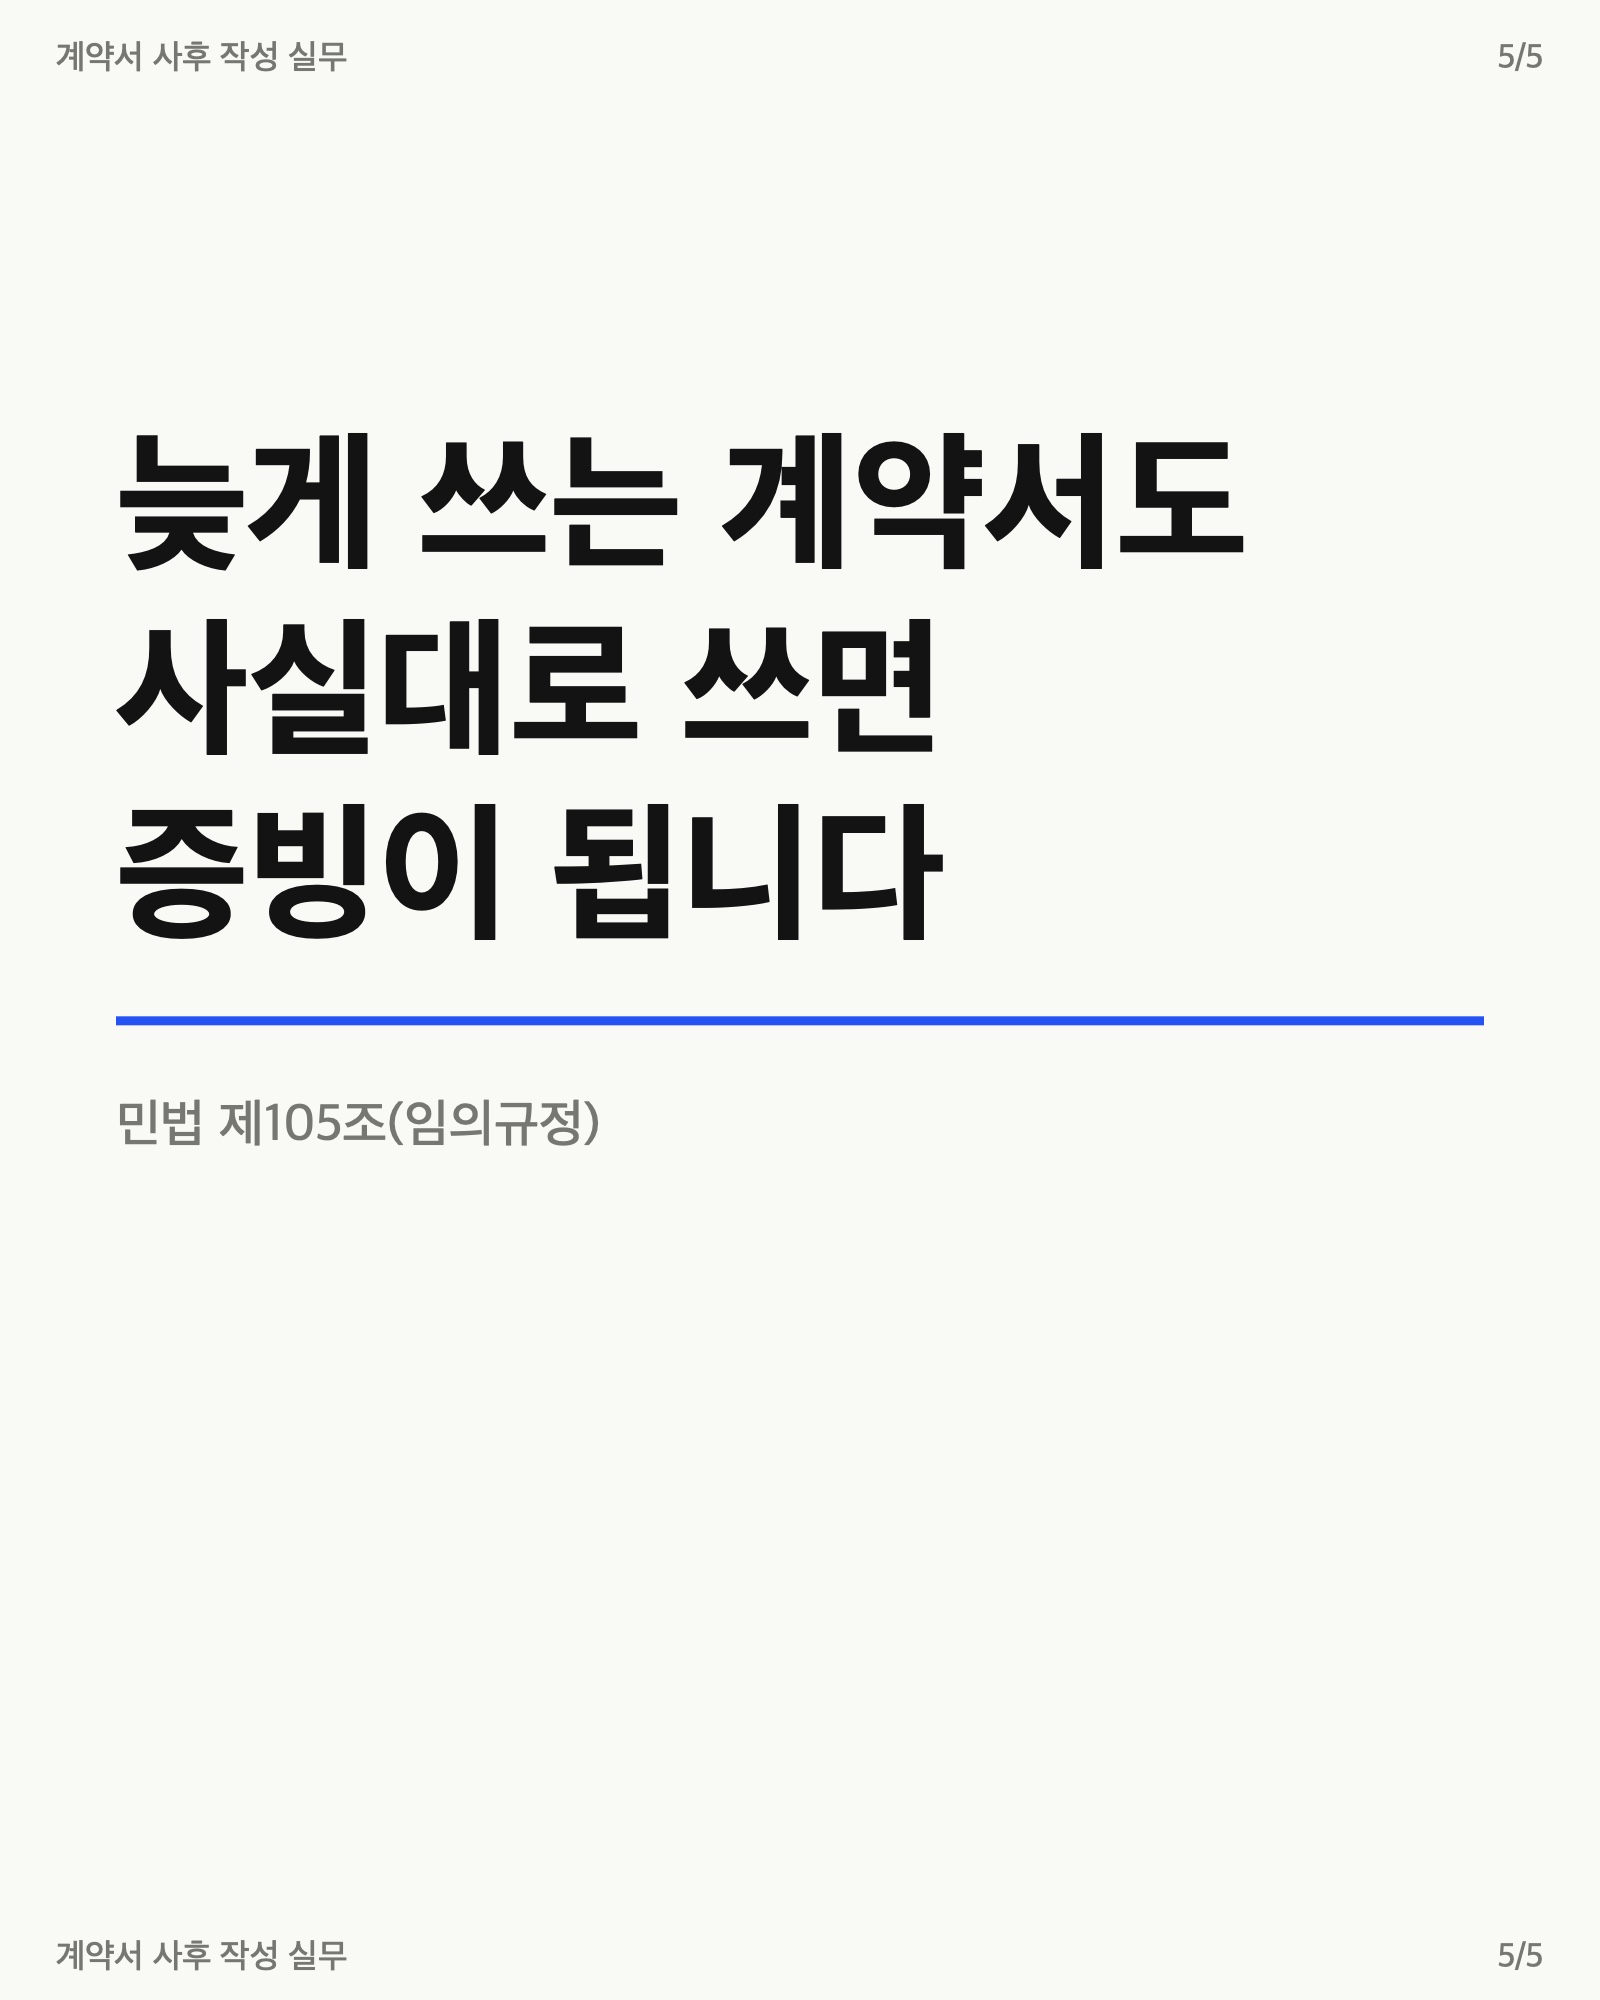 계약서 사후 작성 실무
5/5
늦게 쓰는 계약서도
사실대로 쓰면
증빙이 됩니다
민법 제105조(임의규정)
계약서 사후 작성 실무
5/5